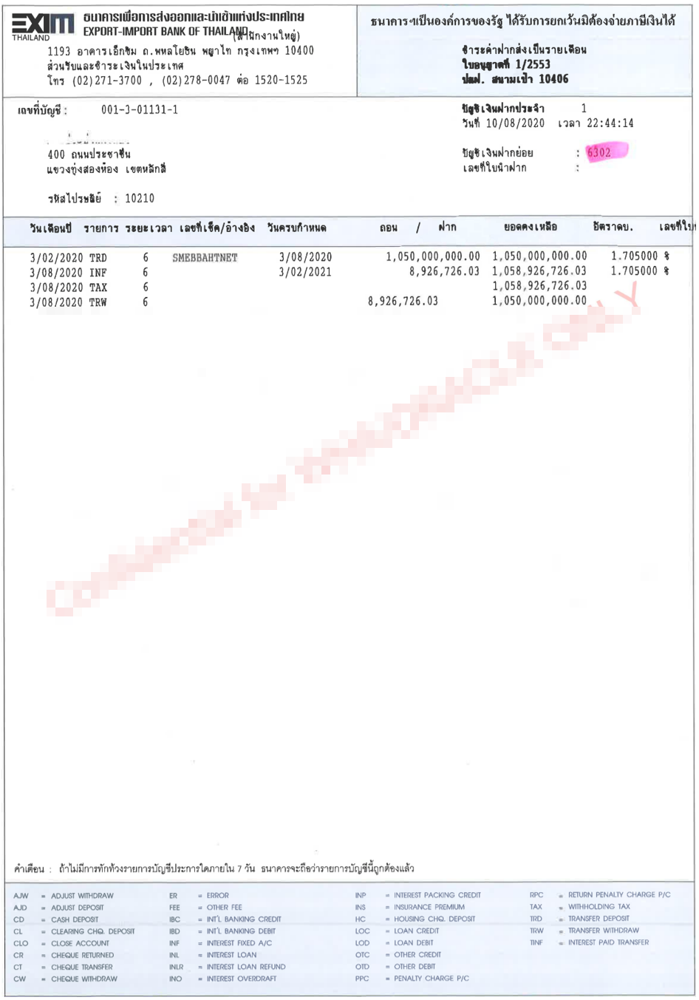 EXIM
THAILAND
ธนาคารเพื่อการส่งออกและนำเข้าแห่งประเทศไทย
EXPORT-IMPORT BANK OF THAILAND
(สำนักงานใหญ่)
1193 อาคารเอ็กซิม ถ.พหลโยธิน พญาไท กรุงเทพฯ 10400
ส่วนรับและชำระเงินในประเทศ
โทร (02)271-3700 , (02)278-0047 ต่อ 1520-1525
ธนาคารฯเป็นองค์การของรัฐ ได้รับการยกเว้นมิต้องจ่ายภาษีเงินได้
ชำระค่าฝากส่งเป็นรายเดือน
ใบอนุญาตที่ 1/2553
ปณฝ. สนามเป้า 10406
เลขที่บัญชี : 001-3-01131-1
บัญชีเงินฝากประจำ 1
วันที่ 10/08/2020 เวลา 22:44:14
400 ถนนประชาชื่น
แขวงทุ่งสองห้อง เขตหลักสี่
บัญชีเงินฝากย่อย : 6302
เลขที่ใบนำฝาก :
รหัสไปรษณีย์ : 10210
วันเดือนปี รายการ ระยะเวลา เลขที่เช็ค/อ้างอิง วันครบกำหนด ถอน / ฝาก ยอดคงเหลือ อัตราดบ. เลขที่ใบ
3/02/2020 TRD 6 SMEBBAHTNET 3/08/2020 1,050,000,000.00 1,050,000,000.00 1.705000 %
3/08/2020 INF 6 3/02/2021 8,926,726.03 1,058,926,726.03 1.705000 %
3/08/2020 TAX 6 1,058,926,726.03
3/08/2020 TRW 6 8,926,726.03 1,050,000,000.00
คำเตือน : ถ้าไม่มีการทักท้วงรายการบัญชีประการใดภายใน 7 วัน ธนาคารจะถือว่ารายการบัญชีนี้ถูกต้องแล้ว
AJW = ADJUST WITHDRAW ER = ERROR INP = INTEREST PACKING CREDIT RPC = RETURN PENALTY CHARGE P/C
AJD = ADJUST DEPOSIT FEE = OTHER FEE INS = INSURANCE PREMIUM TAX = WITHHOLDING TAX
CD = CASH DEPOSIT IBC = INT'L BANKING CREDIT HC = HOUSING CHQ. DEPOSIT TRD = TRANSFER DEPOSIT
CL = CLEARING CHQ. DEPOSIT IBD = INT'L BANKING DEBIT LOC = LOAN CREDIT TRW = TRANSFER WITHDRAW
CLO = CLOSE ACCOUNT INF = INTEREST FIXED A/C LOD = LOAN DEBIT TINF = INTEREST PAID TRANSFER
CR = CHEQUE RETURNED INL = INTEREST LOAN OTC = OTHER CREDIT
CT = CHEQUE TRANSFER INLR = INTEREST LOAN REFUND OTD = OTHER DEBIT
CW = CHEQUE WITHDRAW INO = INTEREST OVERDRAFT PPC = PENALTY CHARGE P/C